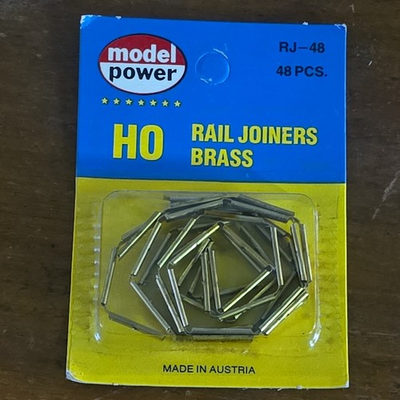 model
power
RJ-48
48 PCS.
HO
RAIL JOINERS
BRASS
MADE IN AUSTRIA